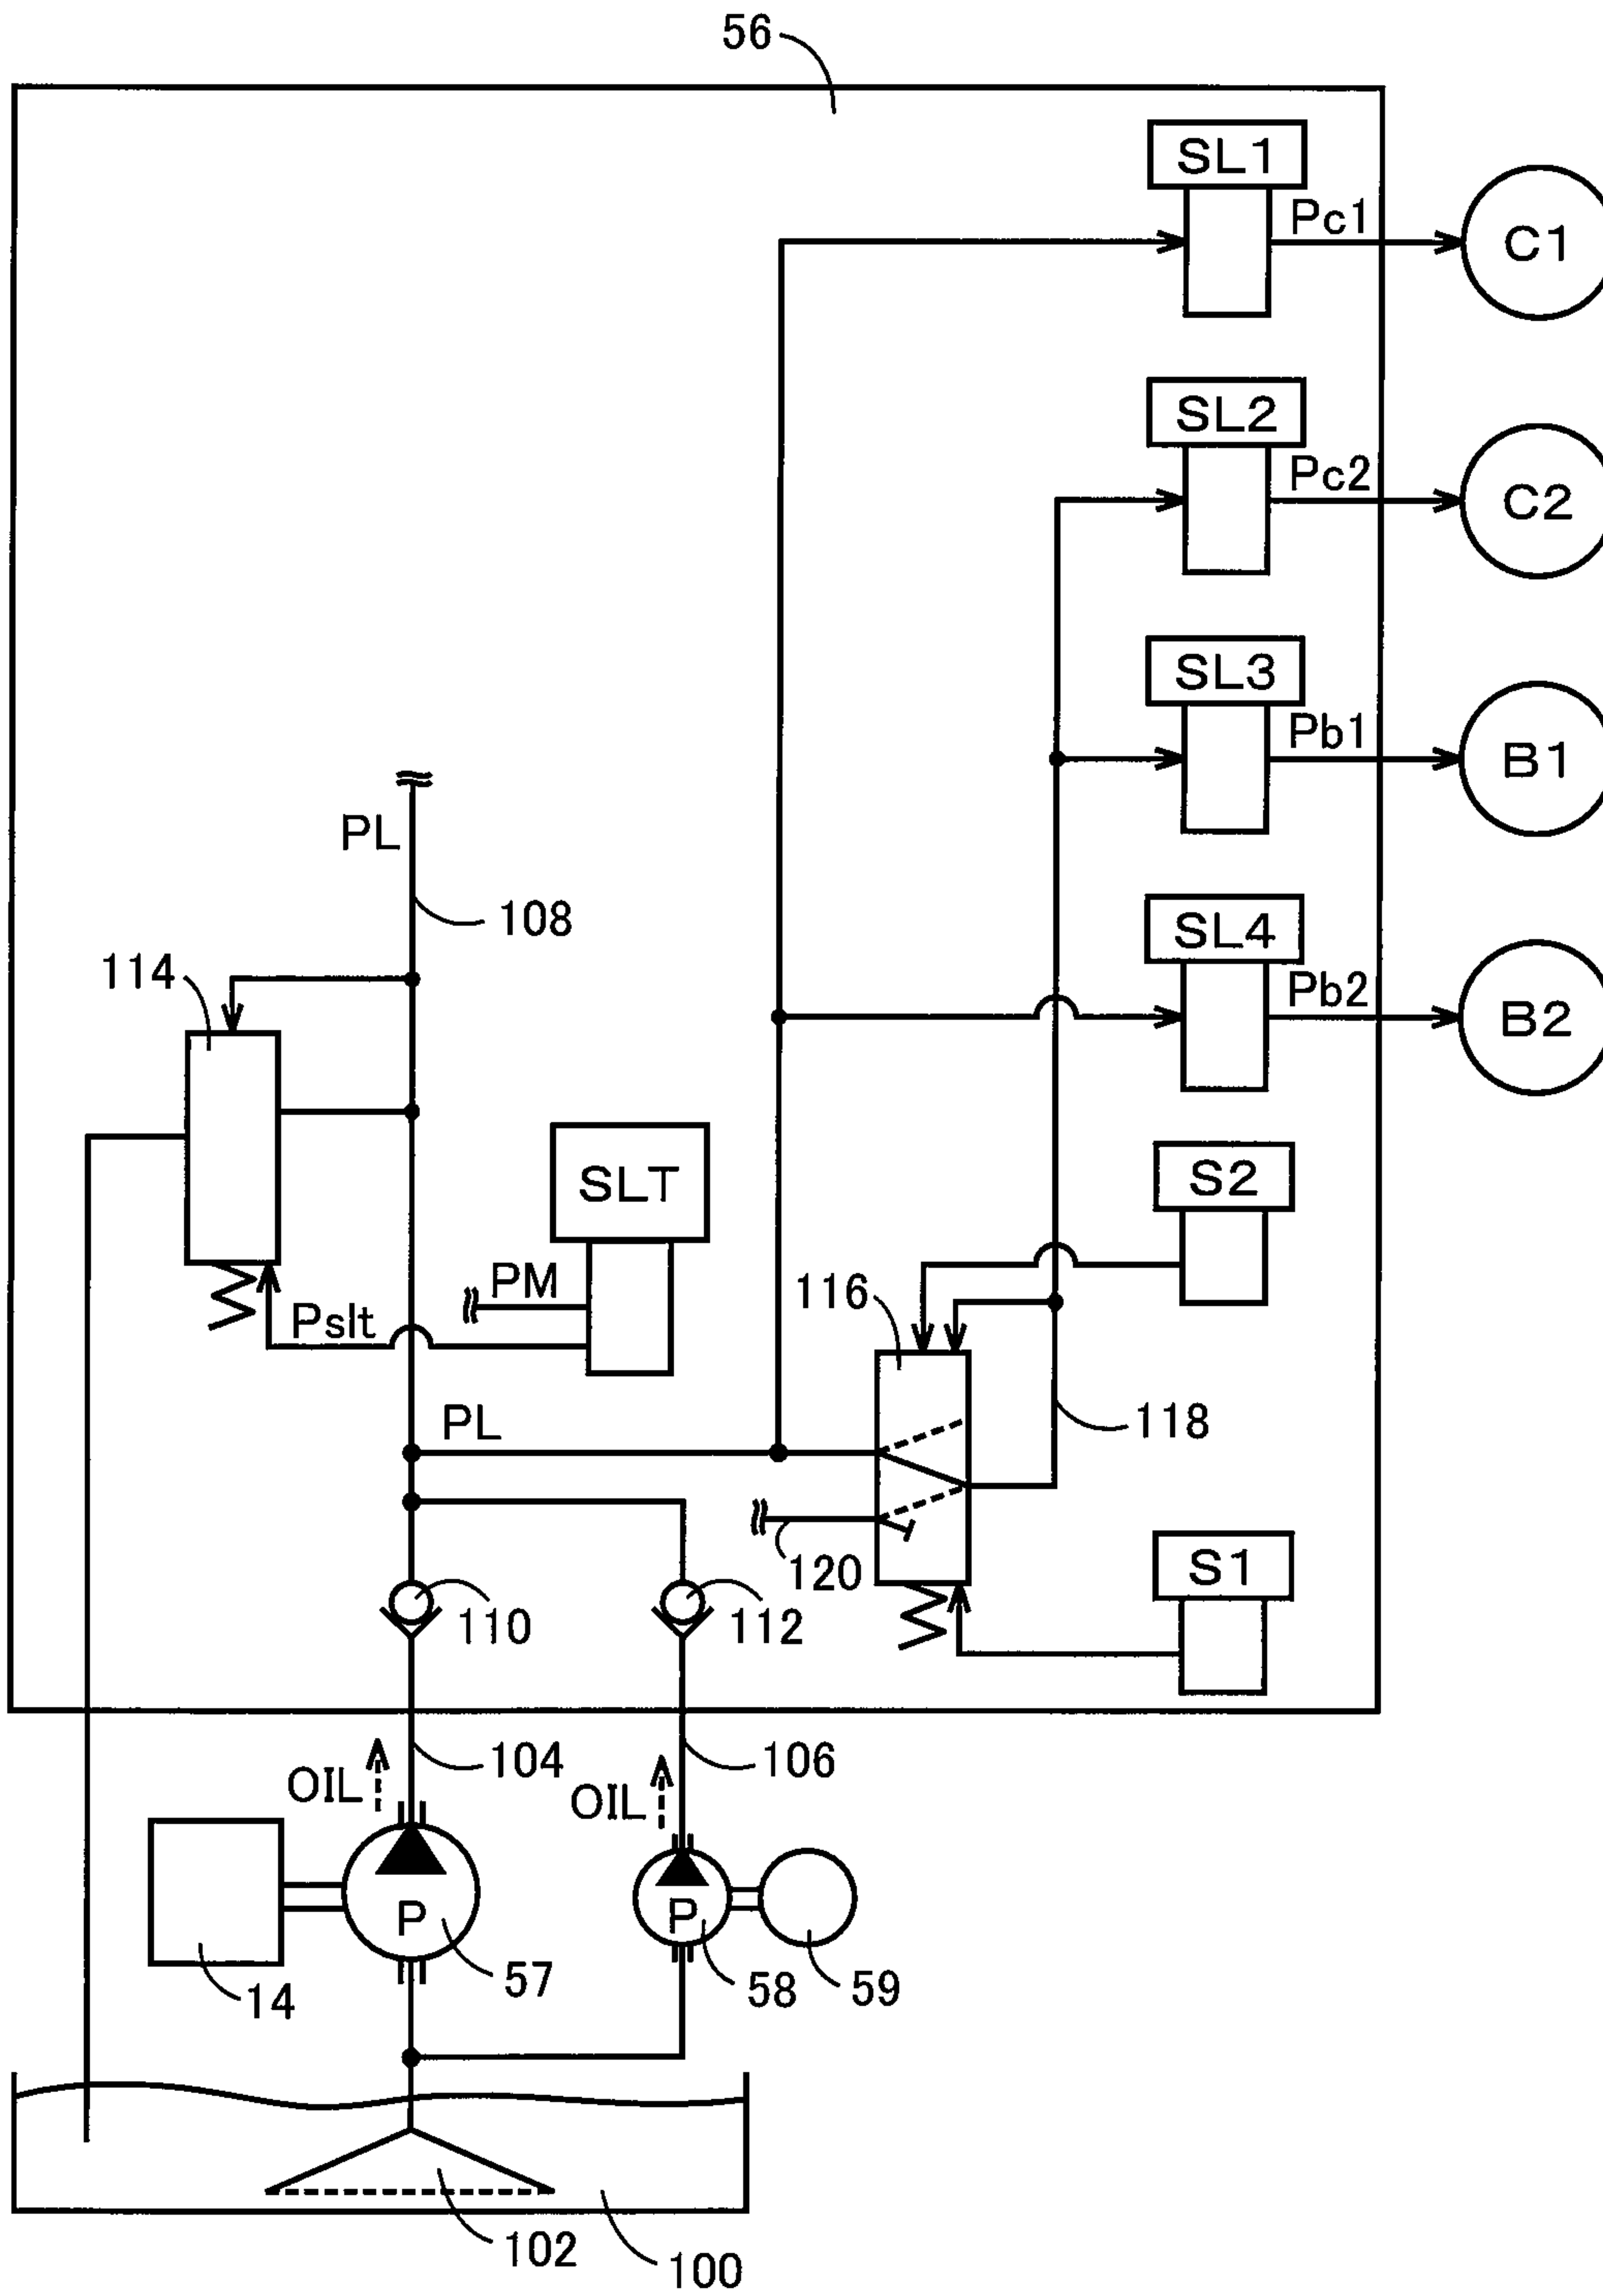 56
SL1
Pc1
C1
SL2
Pc2
C2
SL3
Pb1
B1
PL
108
SL4
114
Pb2
B2
SLT
S2
PM
116
Pslt
PL
118
120
S1
110
112
104
106
OIL
OIL
P
P
57
58
59
14
102
100